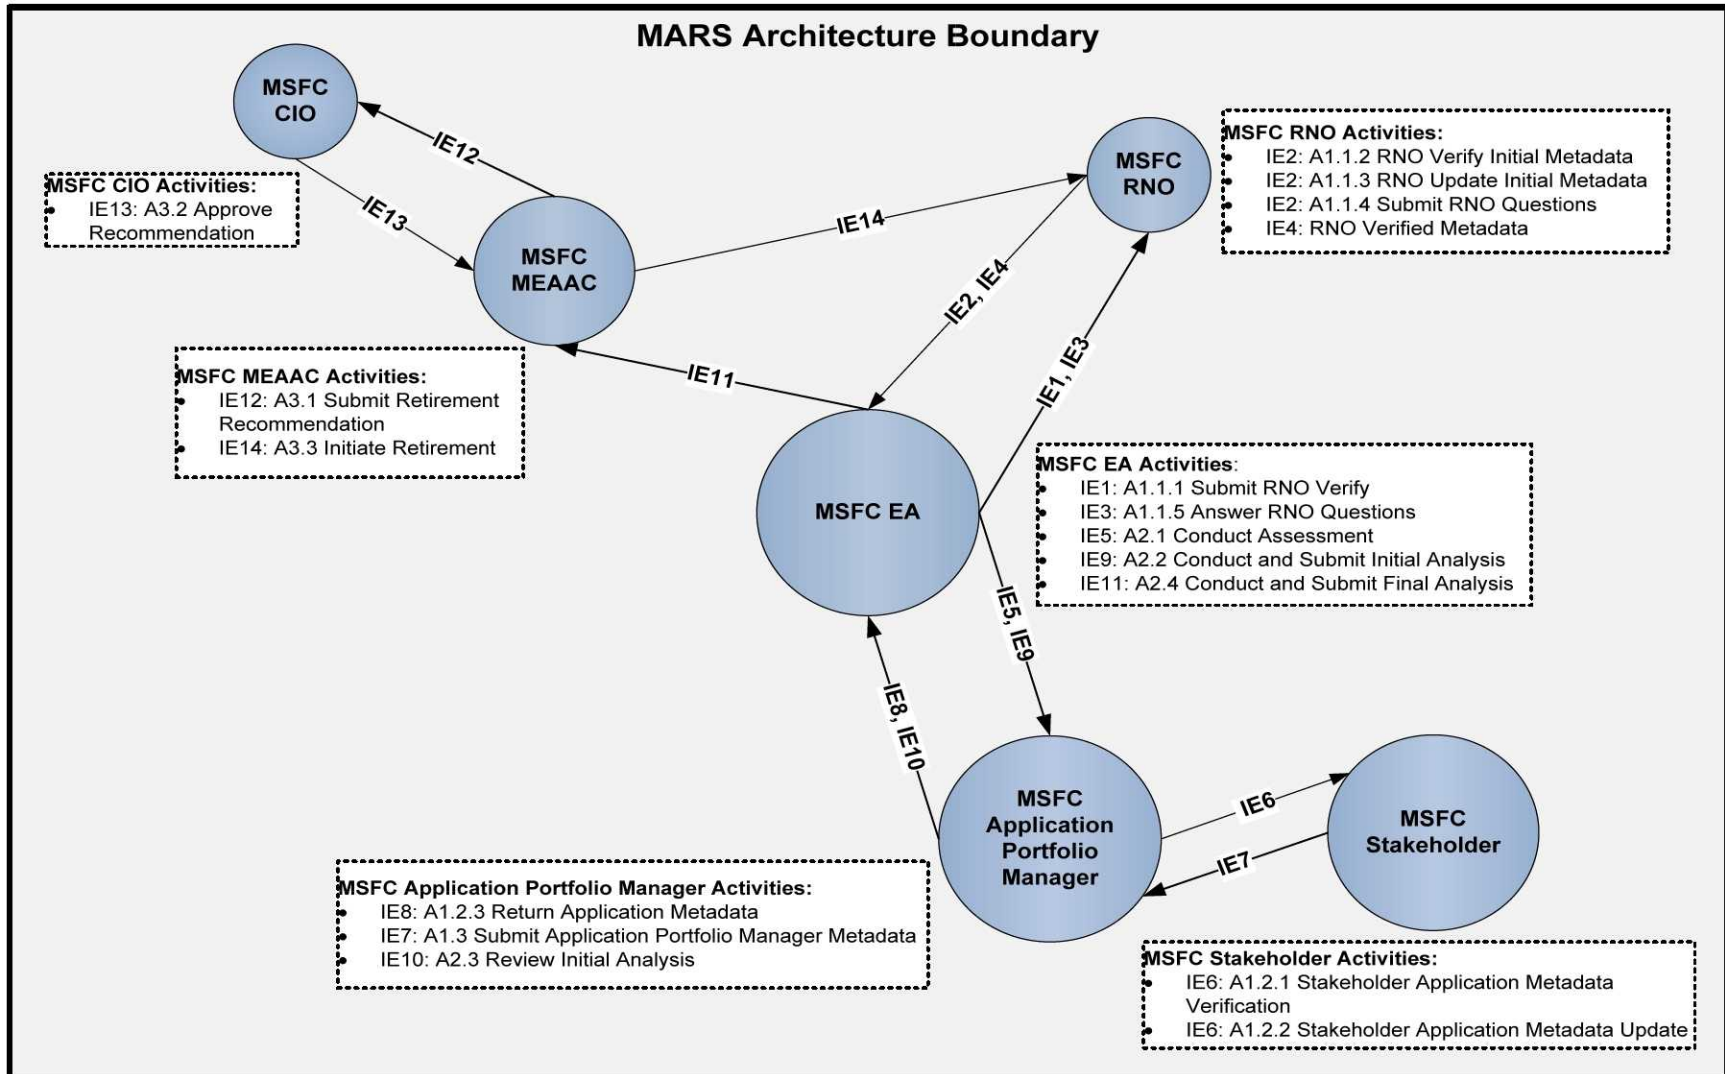 MARS Architecture Boundary
MSFC
CIO
IE12
MSFC CIO Activities:
• IE13: A3.2 Approve
Recommendation
IE13
MSFC
MEAAC
IE14
MSFC
RNO
MSFC RNO Activities:
• IE2: A1.1.2 RNO Verify Initial Metadata
• IE2: A1.1.3 RNO Update Initial Metadata
• IE2: A1.1.4 Submit RNO Questions
• IE4: RNO Verified Metadata
IE2, IE4
IE1, IE3
IE11
MSFC MEAAC Activities:
• IE12: A3.1 Submit Retirement
Recommendation
• IE14: A3.3 Initiate Retirement
MSFC EA
MSFC EA Activities:
• IE1: A1.1.1 Submit RNO Verify
• IE3: A1.1.5 Answer RNO Questions
• IE5: A2.1 Conduct Assessment
• IE9: A2.2 Conduct and Submit Initial Analysis
• IE11: A2.4 Conduct and Submit Final Analysis
IE5, IE9
IE8, IE10
MSFC
Application
Portfolio
Manager
IE6
IE7
MSFC
Stakeholder
MSFC Application Portfolio Manager Activities:
• IE8: A1.2.3 Return Application Metadata
• IE7: A1.3 Submit Application Portfolio Manager Metadata
• IE10: A2.3 Review Initial Analysis
MSFC Stakeholder Activities:
• IE6: A1.2.1 Stakeholder Application Metadata
Verification
• IE6: A1.2.2 Stakeholder Application Metadata Update